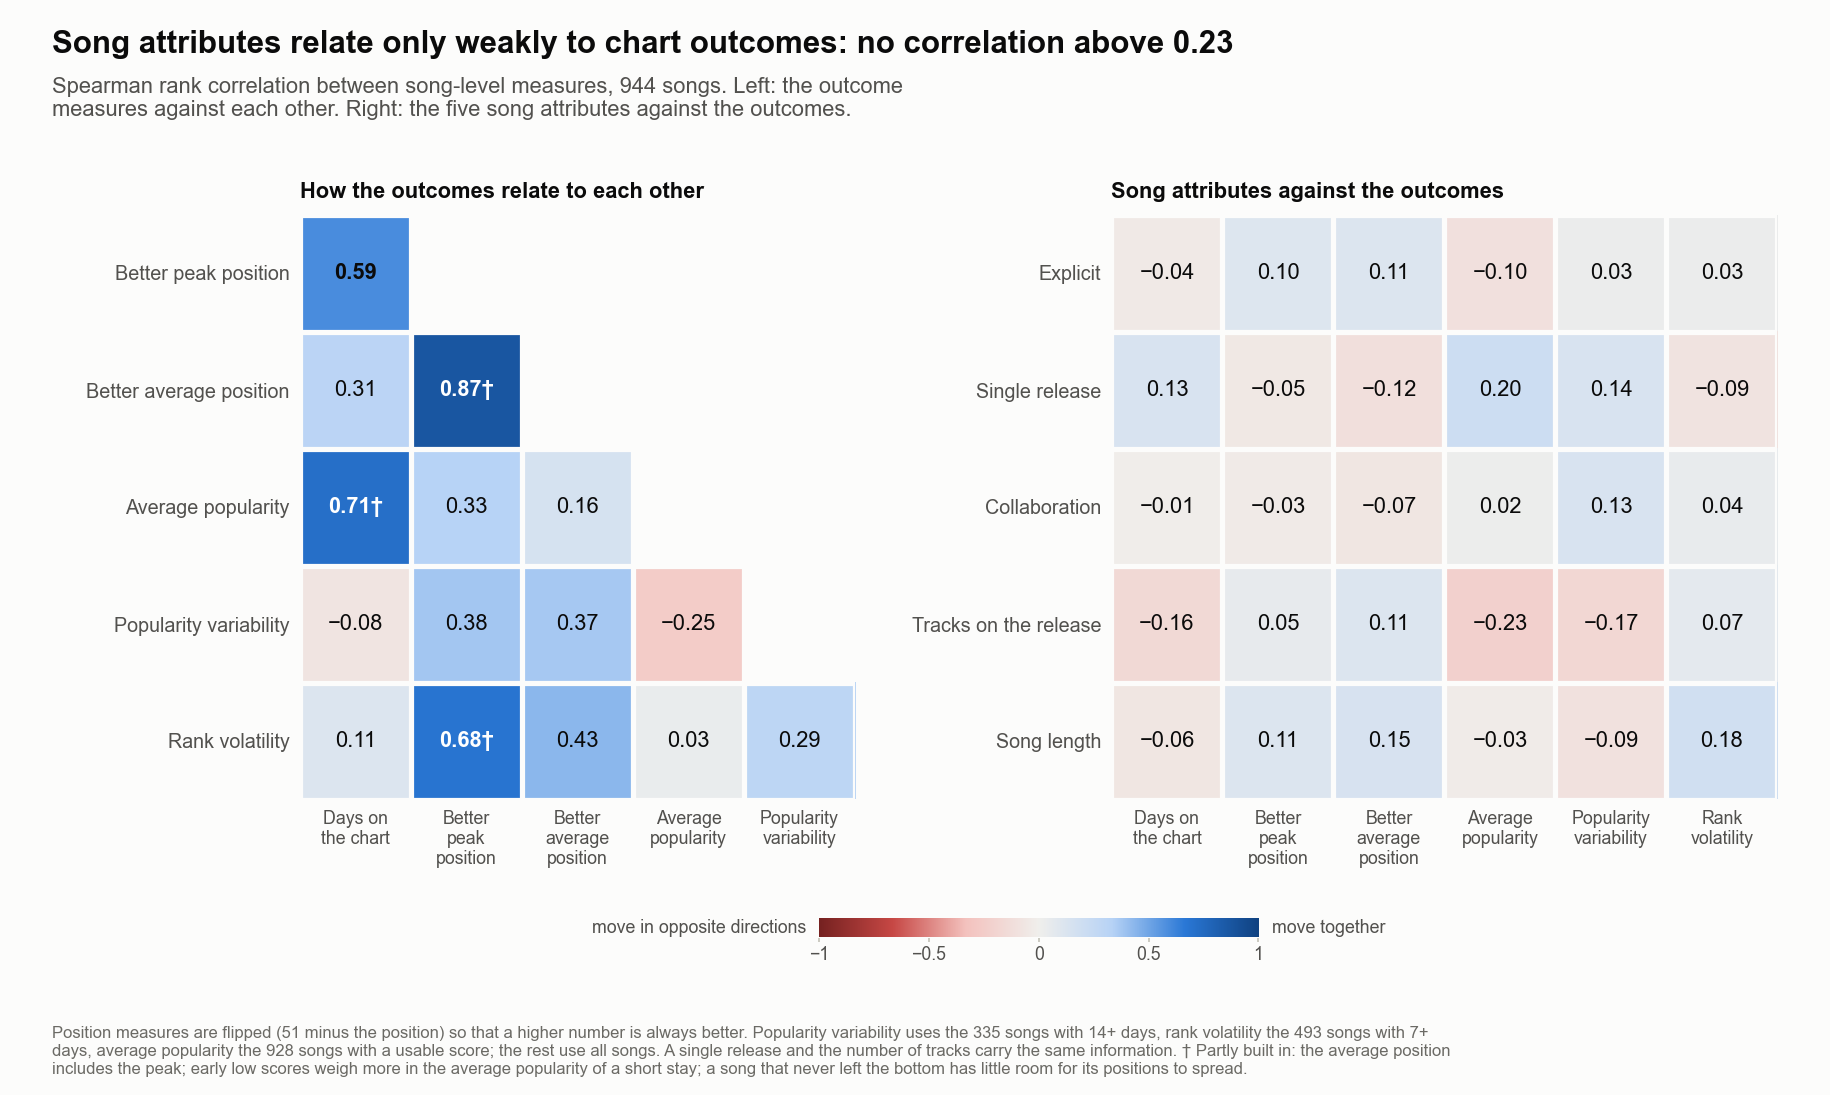 Song attributes relate only weakly to chart outcomes: no correlation above 0.23
Spearman rank correlation between song-level measures, 944 songs. Left: the outcome
measures against each other. Right: the five song attributes against the outcomes.
How the outcomes relate to each other
Better peak position 0.59
Better average position 0.31 0.87†
Average popularity 0.71† 0.33 0.16
Popularity variability −0.08 0.38 0.37 −0.25
Rank volatility 0.11 0.68† 0.43 0.03 0.29
Days on
the chart
Better
peak
position
Better
average
position
Average
popularity
Popularity
variability
Song attributes against the outcomes
Explicit −0.04 0.10 0.11 −0.10 0.03 0.03
Single release 0.13 −0.05 −0.12 0.20 0.14 −0.09
Collaboration −0.01 −0.03 −0.07 0.02 0.13 0.04
Tracks on the release −0.16 0.05 0.11 −0.23 −0.17 0.07
Song length −0.06 0.11 0.15 −0.03 −0.09 0.18
Days on
the chart
Better
peak
position
Better
average
position
Average
popularity
Popularity
variability
Rank
volatility
move in opposite directions move together
−1 −0.5 0 0.5 1
Position measures are flipped (51 minus the position) so that a higher number is always better. Popularity variability uses the 335 songs with 14+ days, rank volatility the 493 songs with 7+
days, average popularity the 928 songs with a usable score; the rest use all songs. A single release and the number of tracks carry the same information. † Partly built in: the average position
includes the peak; early low scores weigh more in the average popularity of a short stay; a song that never left the bottom has little room for its positions to spread.